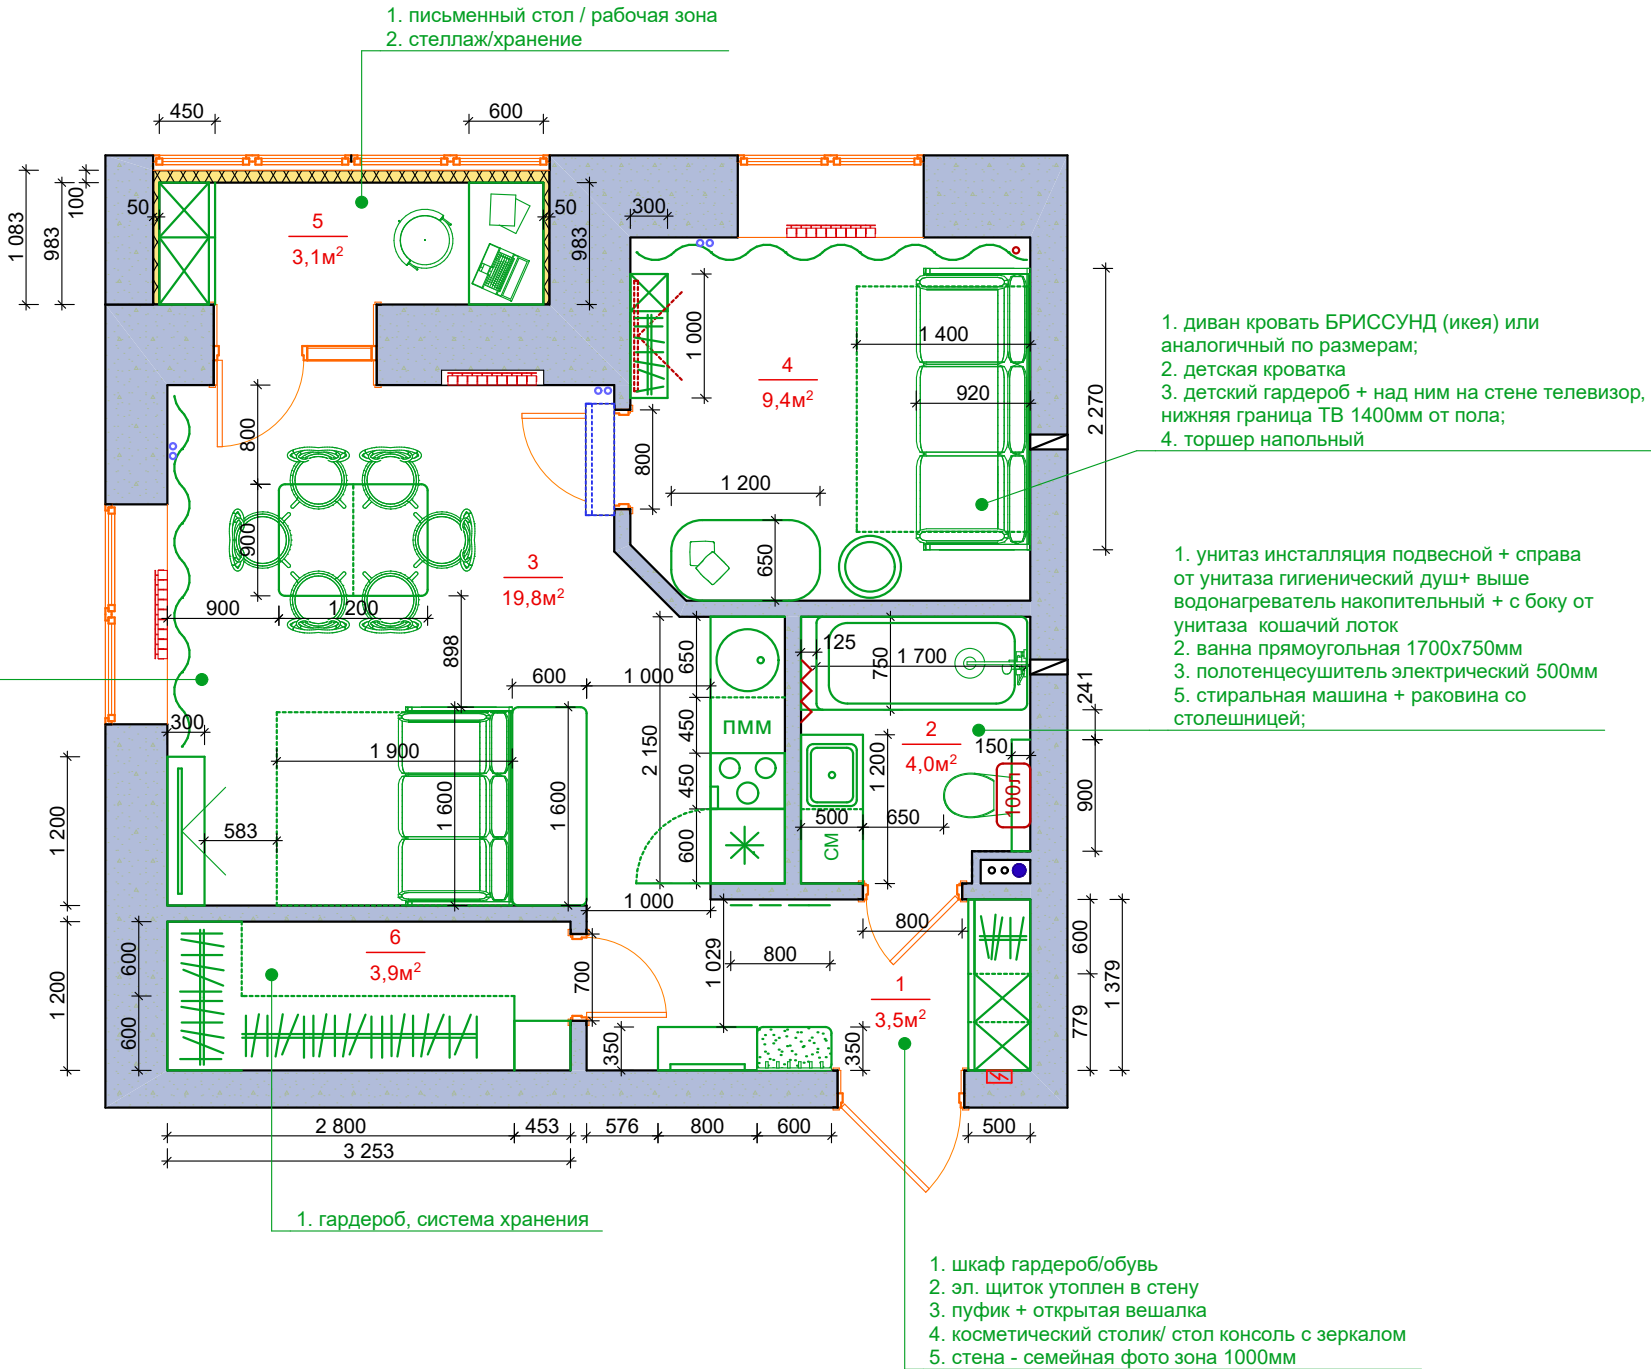 1. письменный стол / рабочая зона
2. стеллаж/хранение
450
600
1 083
983
100
50
5
3,1м²
50
983
300
1 000
4
9,4м²
1 400
920
2 270
1. диван кровать БРИССУНД (икея) или
аналогичный по размерам;
2. детская кроватка
3. детский гардероб + над ним на стене телевизор,
нижняя граница ТВ 1400мм от пола;
4. торшер напольный
800
800
1 200
650
900
900
1 200
3
19,8м²
898
600
1 000
650
450
450
600
2 150
ПММ
125
750
1 700
241
1. унитаз инсталляция подвесной + справа
от унитаза гигиенический душ+ выше
водонагреватель накопительный + с боку от
унитаза кошачий лоток
2. ванна прямоугольная 1700х750мм
3. полотенцесушитель электрический 500мм
5. стиральная машина + раковина со
столешницей;
2
4,0м²
150
1 200
100л
900
500
650
СМ
300
1 900
1 600
1 600
583
1 200
1 000
1 029
800
800
600
779
1 379
1 200
600
600
6
3,9м²
700
1
3,5м²
350
350
2 800
453
576
800
600
500
3 253
1. гардероб, система хранения
1. шкаф гардероб/обувь
2. эл. щиток утоплен в стену
3. пуфик + открытая вешалка
4. косметический столик/ стол консоль с зеркалом
5. стена - семейная фото зона 1000мм